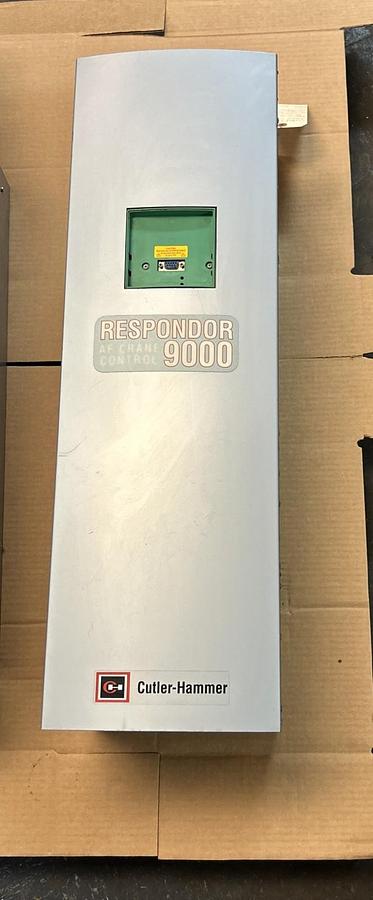 RESPONDOR
AF CRANE
CONTROL 9000
Cutler-Hammer